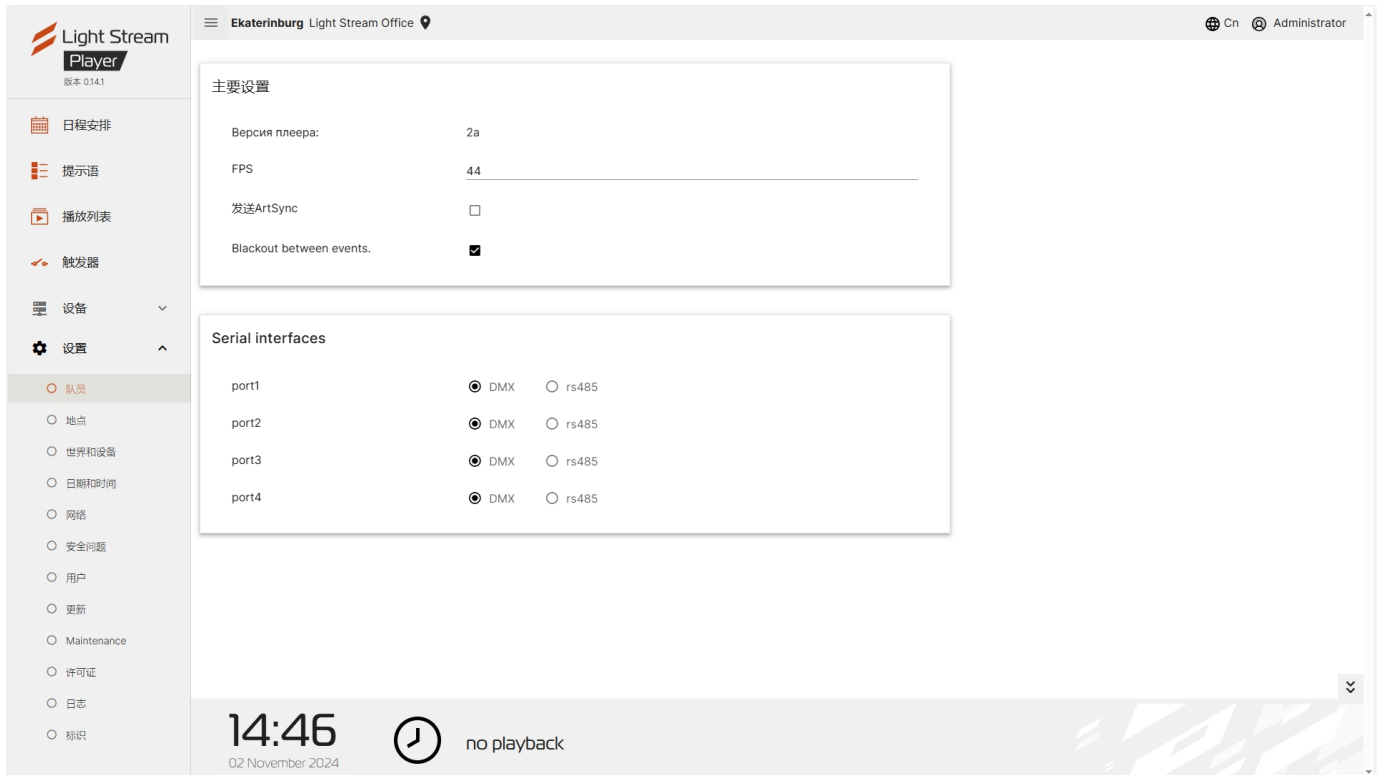 Light Stream
Player
版本 0.14.1
日程安排
提示语
播放列表
触发器
设备
设置
队员
地点
世界和设备
日期和时间
网络
安全问题
用户
更新
Maintenance
许可证
日志
标识
Ekaterinburg Light Stream Office
Cn Administrator
主要设置
Версия плеера: 2a
FPS 44
发送ArtSync
Blackout between events.
Serial interfaces
port1 DMX rs485
port2 DMX rs485
port3 DMX rs485
port4 DMX rs485
14:46
02 November 2024
no playback